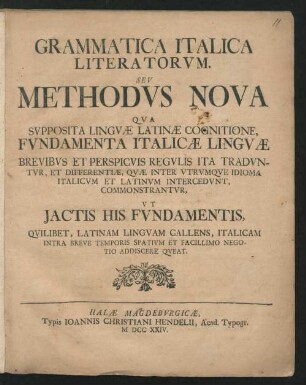 GRAMMATICA ITALICA
LITERATORVM.
SEV
METHODVS NOVA
QVA
SVPPOSITA LINGVÆ LATINÆ COGNITIONE,
FVNDAMENTA ITALICÆ LINGVÆ
BREVIBVS ET PERSPICVIS REGVLIS ITA TRADVN-
TVR, ET DIFFERENTIÆ, QVÆ INTER VTRVMQVE IDIOMA
ITALICVM ET LATINVM INTERCEDVNT,
COMMONSTRANTVR,
VT
JACTIS HIS FVNDAMENTIS,
QVILIBET, LATINAM LINGVAM CALLENS, ITALICAM
INTRA BREVE TEMPORIS SPATIVM ET FACILLIMO NEGO-
TIO ADDISCERE QVEAT.
HALÆ MAGDEBVRGICÆ,
Typis IOANNIS CHRISTIANI HENDELII, Acad. Typogr.
M DCC XXIV.